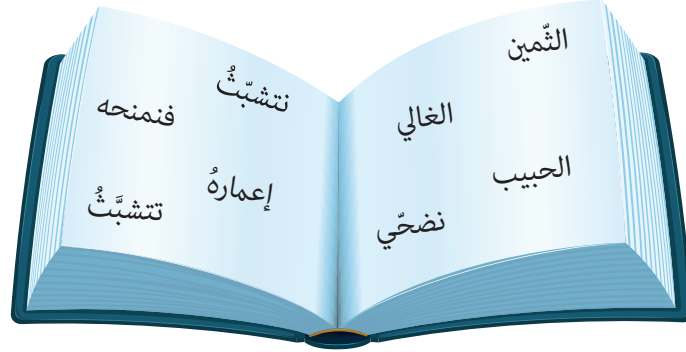 الثّمين
الغالي
الحبيب
نضحّي
نتشبّثُ
فنمنحه
إعمارهُ
تتشبَّثُ